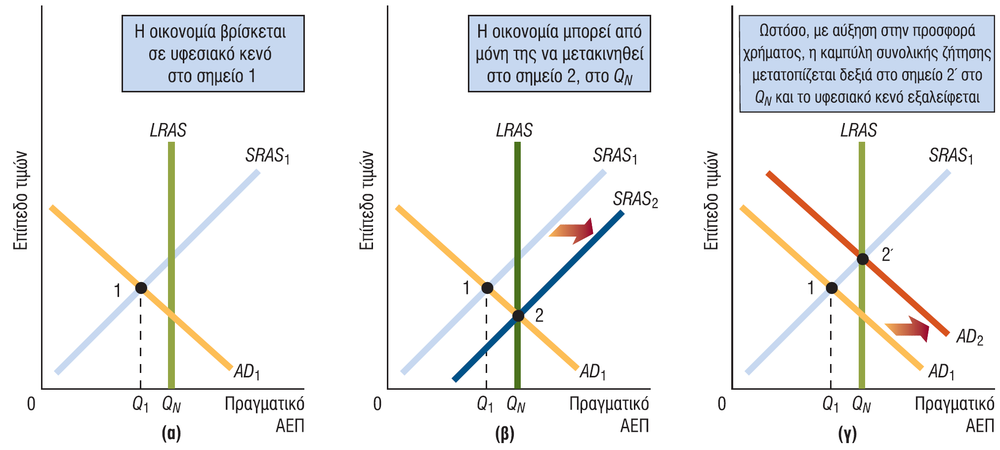 Η οικονομία βρίσκεται
σε υφεσιακό κενό
στο σημείο 1
LRAS
SRAS1
Επίπεδο τιμών
1
AD1
0
Q1
QN
Πραγματικό
ΑΕΠ
(α)
Η οικονομία μπορεί από
μόνη της να μετακινηθεί
στο σημείο 2, στο QN
LRAS
SRAS1
SRAS2
Επίπεδο τιμών
1
2
AD1
0
Q1
QN
Πραγματικό
ΑΕΠ
(β)
Ωστόσο, με αύξηση στην προσφορά
χρήματος, η καμπύλη συνολικής ζήτησης
μετατοπίζεται δεξιά στο σημείο 2´ στο
QN και το υφεσιακό κενό εξαλείφεται
LRAS
SRAS1
Επίπεδο τιμών
2´
1
AD2
AD1
0
Q1
QN
Πραγματικό
ΑΕΠ
(γ)